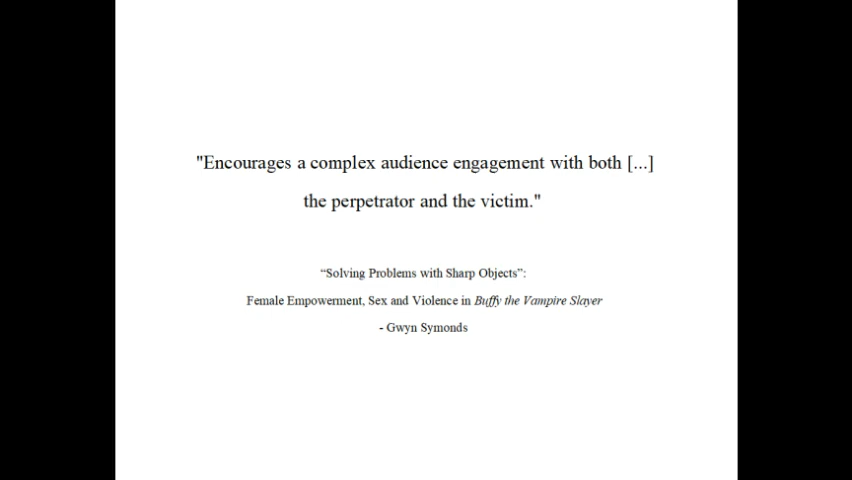 "Encourages a complex audience engagement with both [...]
the perpetrator and the victim."
“Solving Problems with Sharp Objects”:
Female Empowerment, Sex and Violence in Buffy the Vampire Slayer
- Gwyn Symonds